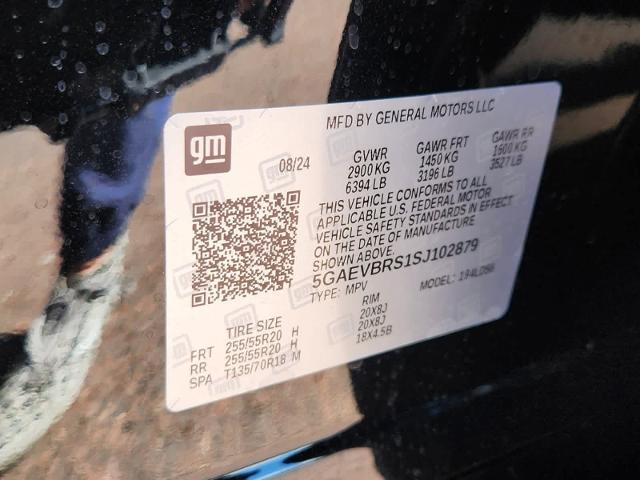 gm
MFD BY GENERAL MOTORS LLC
08/24
GVWR GAWR FRT GAWR RR
2900 KG 1450 KG 1600 KG
6394 LB 3196 LB 3527 LB
THIS VEHICLE CONFORMS TO ALL
APPLICABLE U.S. FEDERAL MOTOR
VEHICLE SAFETY STANDARDS IN EFFECT
ON THE DATE OF MANUFACTURE
SHOWN ABOVE.
5GAEVBRS1SJ102879
TYPE: MPV MODEL:
TIRE SIZE RIM
FRT 255/55R20 H 20X8J
RR 255/55R20 H 20X8J
SPA T135/70R18 M 18X4.5B